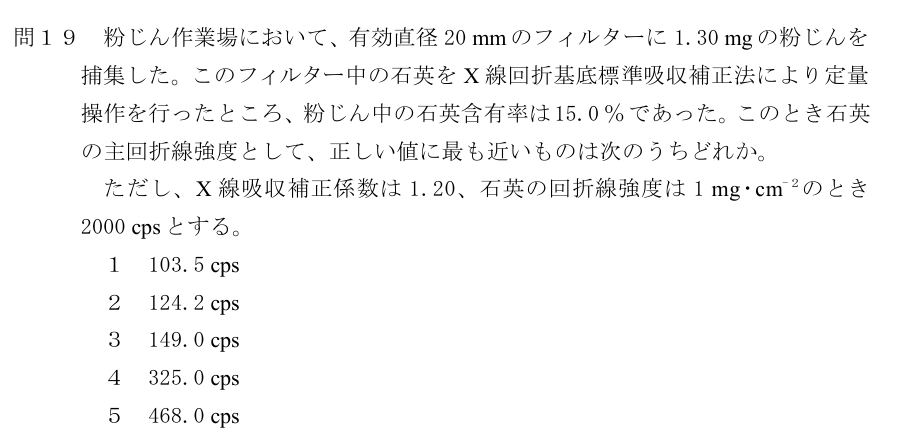 問１９　粉じん作業場において、有効直径 20 mm のフィルターに 1.30 mg の粉じんを
捕集した。このフィルター中の石英を X 線回折基底標準吸収補正法により定量
操作を行ったところ、粉じん中の石英含有率は15.0％であった。このとき石英
の主回折線強度として、正しい値に最も近いものは次のうちどれか。
ただし、X 線吸収補正係数は 1.20、石英の回折線強度は 1 mg・cm⁻²のとき
2000 cps とする。
１　103.5 cps
２　124.2 cps
３　149.0 cps
４　325.0 cps
５　468.0 cps